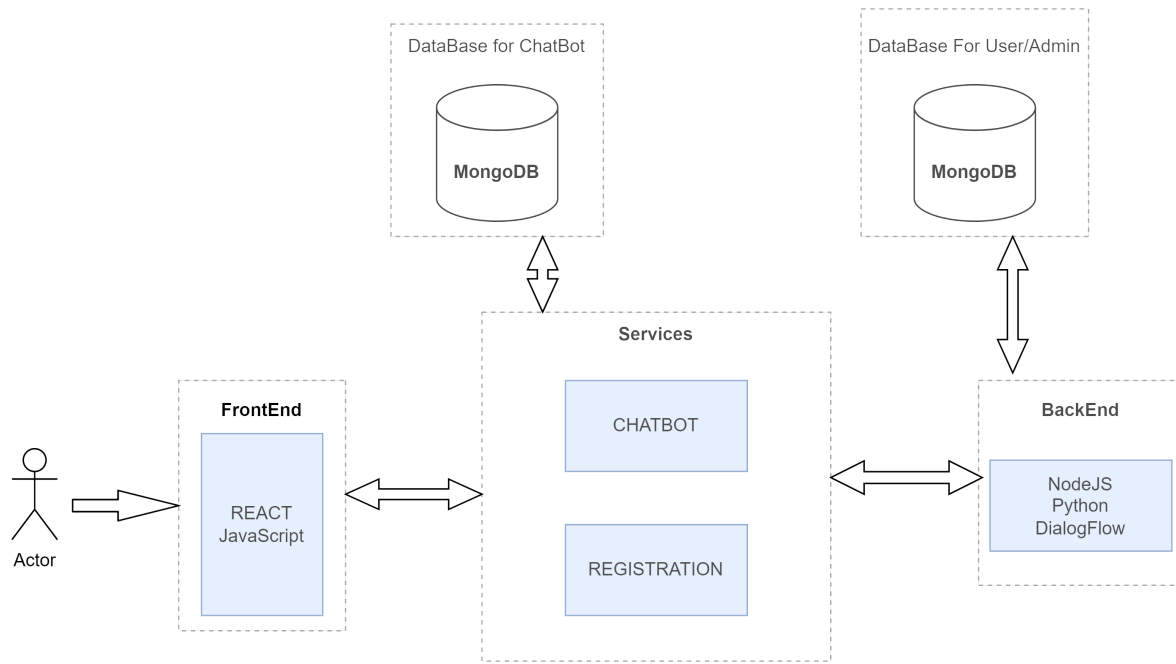 DataBase for ChatBot
DataBase For User/Admin
MongoDB
MongoDB
Services
FrontEnd
BackEnd
CHATBOT
REACT
JavaScript
NodeJS
Python
DialogFlow
Actor
REGISTRATION